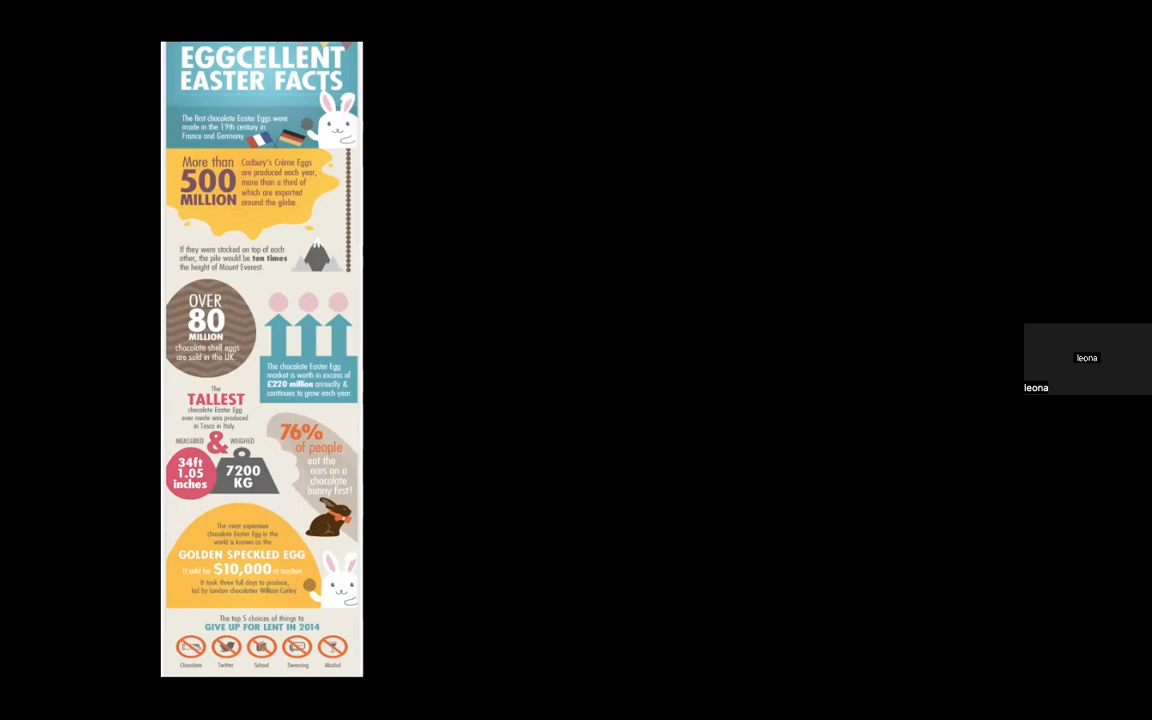 EGGCELLENT
EASTER FACTS
The first chocolate Easter Eggs were
made in the 19th century in
France and Germany.
More than
500
MILLION
Cadbury's Crème Eggs
are produced each year,
more than a third of
which are exported
around the globe.
If they were stacked on top of each
other, the pile would be ten times
the height of Mount Everest.
OVER
80
MILLION
chocolate shell eggs
are sold in the UK.
The chocolate Easter Egg
market is worth in excess of
£220 million annually &
continues to grow each year.
The
TALLEST
chocolate Easter Egg
ever made was produced
in Tosca in Italy.
MEASURED & WEIGHED
34ft
1.05
inches
7200
KG
76%
of people
eat the
ears on a
chocolate
bunny first!
The most expensive
chocolate Easter Egg in the
world is known as the
GOLDEN SPECKLED EGG
It sold for $10,000 at auction
It took three full days to produce,
led by London chocolatier William Curley.
The top 5 choices of things to
GIVE UP FOR LENT IN 2014
Chocolate
Twitter
School
Swearing
Alcohol
leona
leona